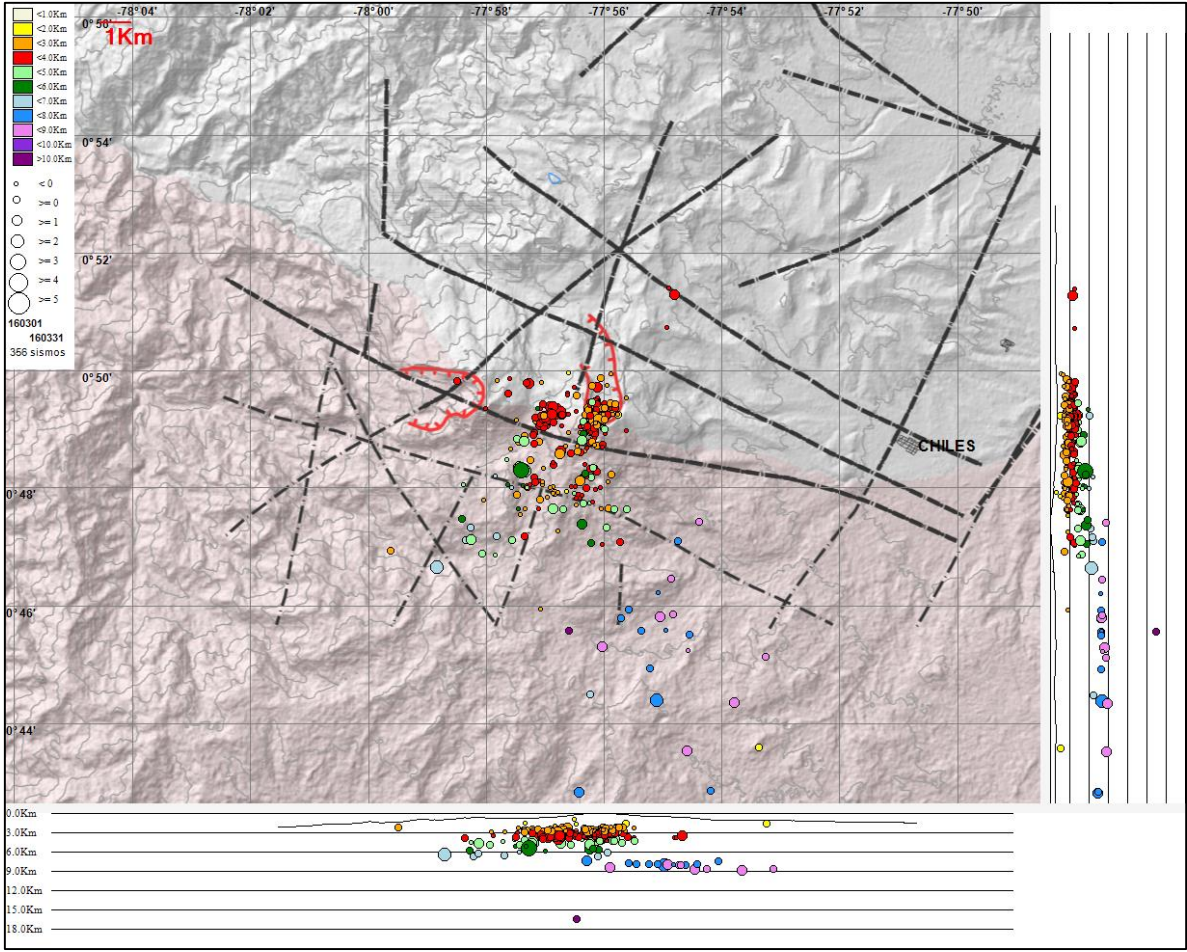 -78°04' -78°02' -78°00' -77°58' -77°56' -77°54' -77°52' -77°50'
<1.0Km
<2.0Km
<3.0Km
<4.0Km
<5.0Km
<6.0Km
<7.0Km
<8.0Km
<9.0Km
<10.0Km
>10.0Km
< 0
>= 0
>= 1
>= 2
>= 3
>= 4
>= 5
160301
160331
356 sismos
0°56'
1Km
0°54'
0°52'
0°50'
CHILES
0°48'
0°46'
0°44'
0.0Km
3.0Km
6.0Km
9.0Km
12.0Km
15.0Km
18.0Km